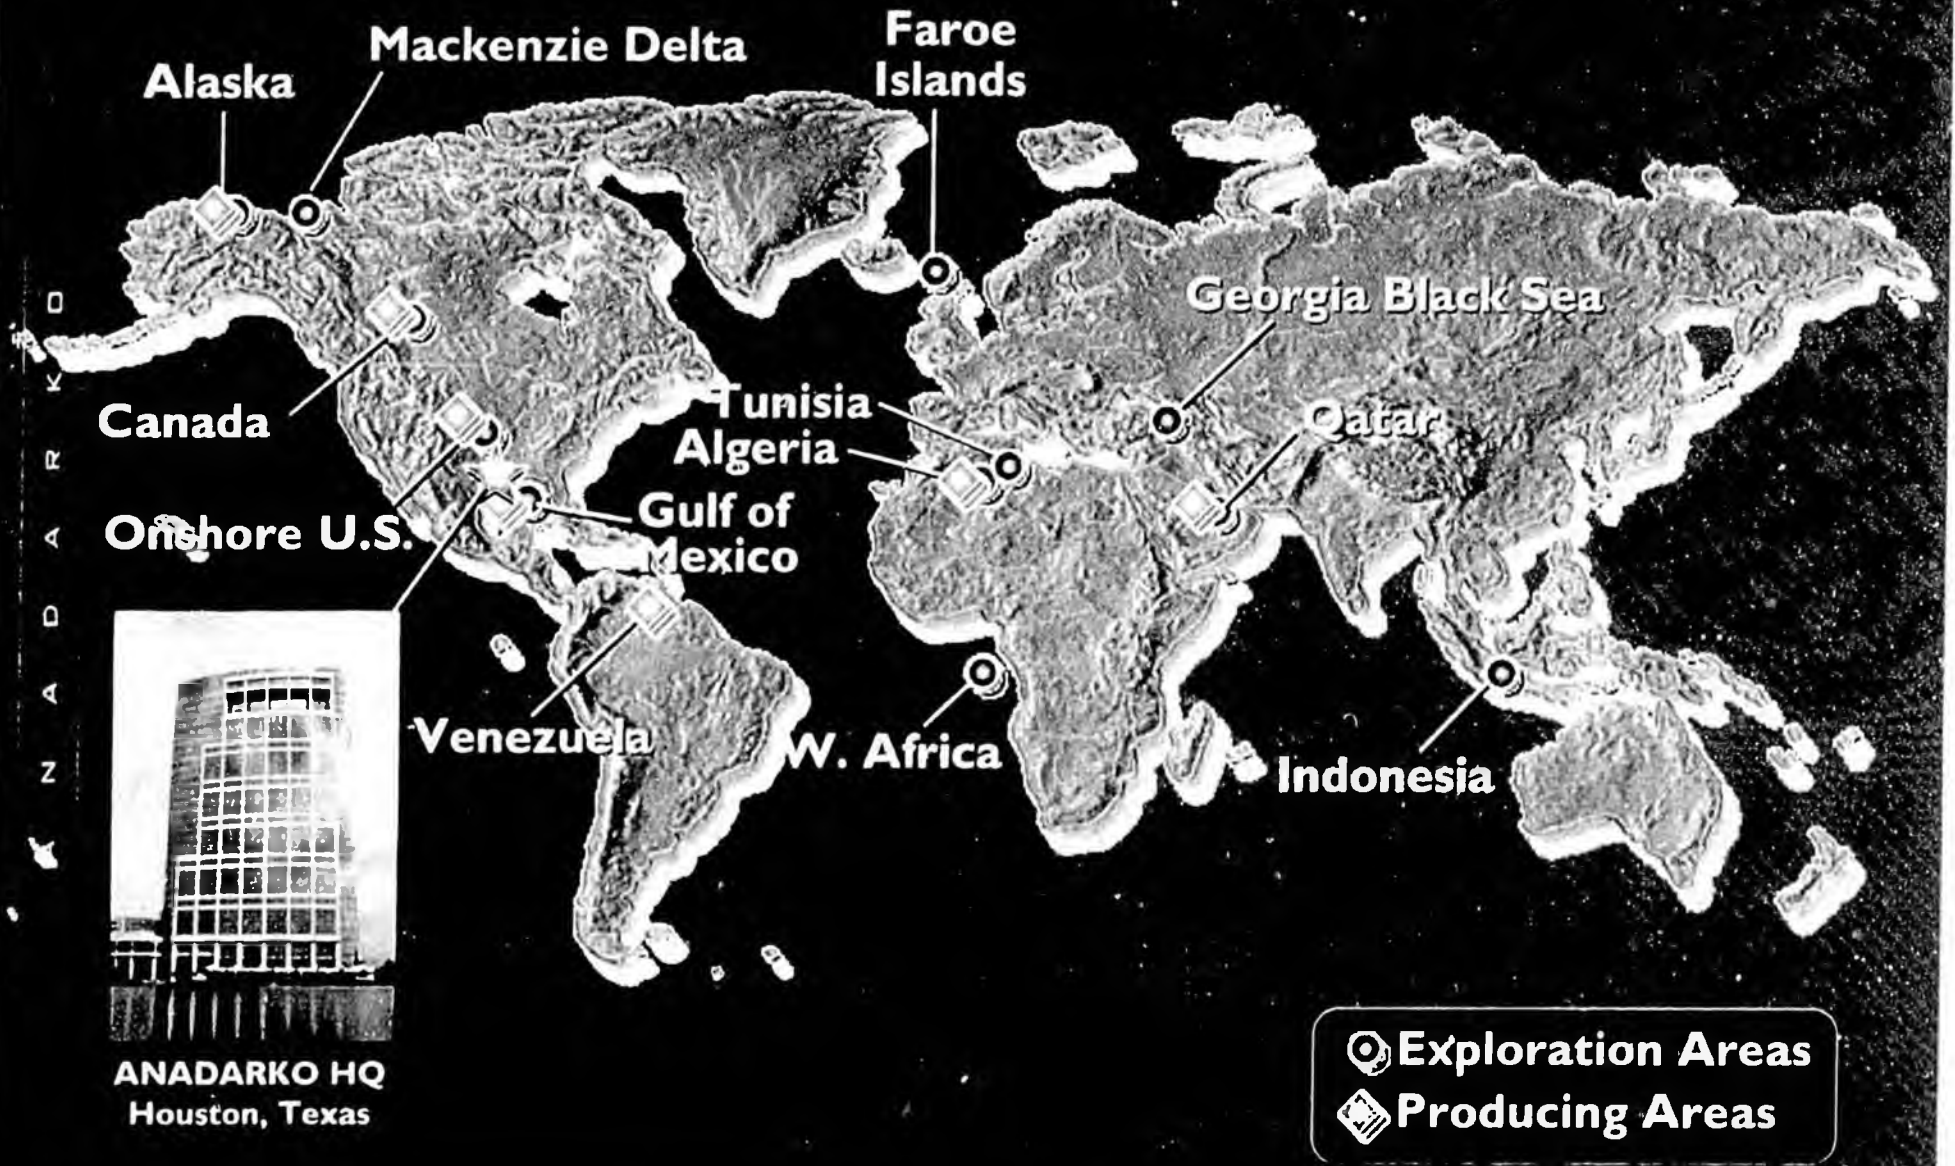 Faroe
Islands
Mackenzie Delta
Alaska
Georgia Black Sea
Tunisia
Qatar
Canada
Algeria
Onshore U.S.
Gulf of
Mexico
Venezuela
W. Africa
Indonesia
ANADARKO
ANADARKO HQ
Houston, Texas
Exploration Areas
Producing Areas